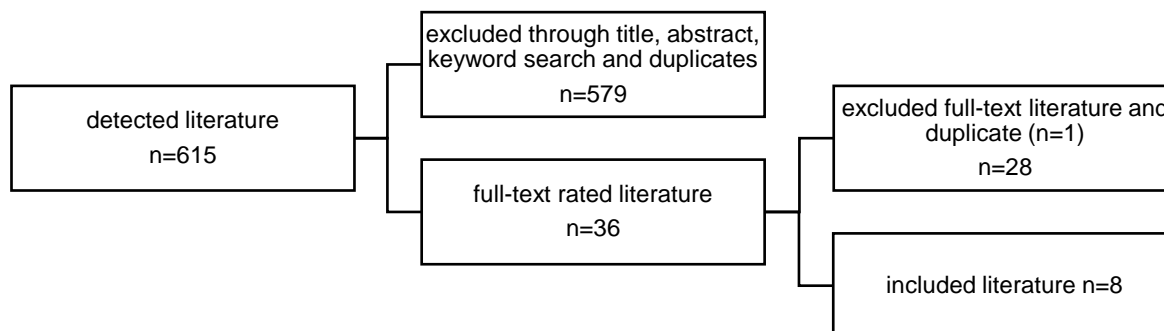 detected literature
n=615
excluded through title, abstract,
keyword search and duplicates
n=579
full-text rated literature
n=36
excluded full-text literature and
duplicate (n=1)
n=28
included literature n=8